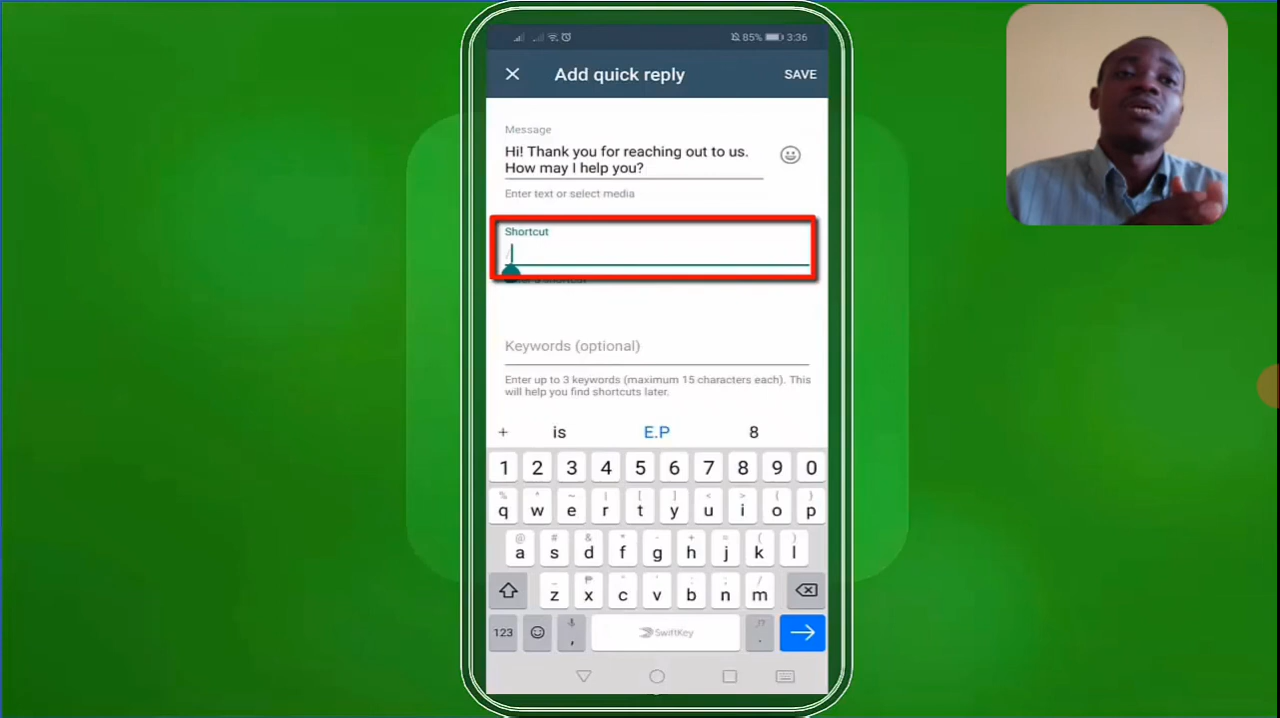 85% 3:36
Add quick reply
SAVE
Message
Hi! Thank you for reaching out to us.
How may I help you?
Enter text or select media
Shortcut
/
Keywords (optional)
Enter up to 3 keywords (maximum 15 characters each). This
will help you find shortcuts later.
+ is E.P 8
1 2 3 4 5 6 7 8 9 0
% ^ ~ | [ ] < > { }
q w e r t y u i o p
@ # & * - + = ( )
a s d f g h j k l
z x c v b n m
123 , SwiftKey .